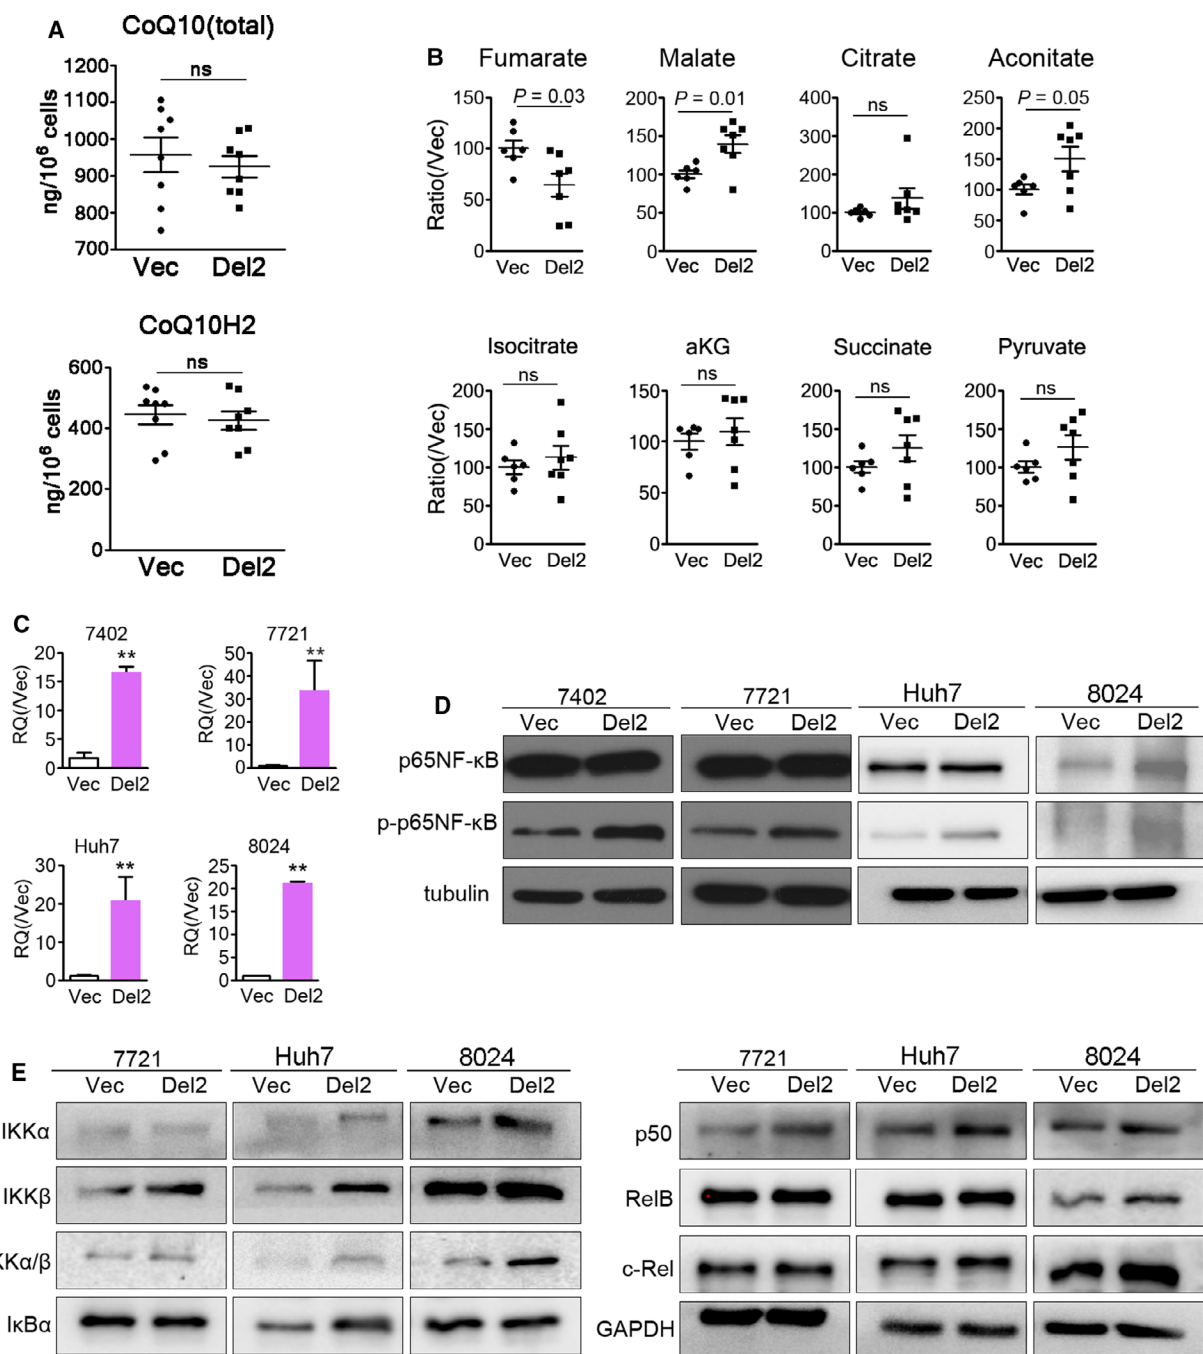 A
CoQ10(total)
ng/10⁶ cells
1200
1100
1000
900
800
700
ns
Vec Del2
CoQ10H2
ng/10⁶ cells
600
400
200
0
ns
Vec Del2
B
Fumarate
Ratio(/Vec)
150
100
50
0
P = 0.03
Vec Del2
Malate
200
150
100
50
0
P = 0.01
Vec Del2
Citrate
400
300
200
100
0
ns
Vec Del2
Aconitate
250
200
150
100
50
0
P = 0.05
Vec Del2
Isocitrate
Ratio(/Vec)
200
150
100
50
0
ns
Vec Del2
aKG
150
100
50
0
ns
Vec Del2
Succinate
200
150
100
50
0
ns
Vec Del2
Pyruvate
200
150
100
50
0
ns
Vec Del2
C
7402
RQ(/Vec)
20
15
10
5
0
**
Vec Del2
7721
RQ(/Vec)
50
40
30
20
10
0
**
Vec Del2
Huh7
RQ(/Vec)
30
20
10
0
**
Vec Del2
8024
RQ(/Vec)
25
20
15
10
5
0
**
Vec Del2
D
7402 7721 Huh7 8024
Vec Del2 Vec Del2 Vec Del2 Vec Del2
p65NF-κB
p-p65NF-κB
tubulin
E
7721 Huh7 8024
Vec Del2 Vec Del2 Vec Del2
IKKα
IKKβ
KKα/β
IκBα
7721 Huh7 8024
Vec Del2 Vec Del2 Vec Del2
p50
RelB
c-Rel
GAPDH